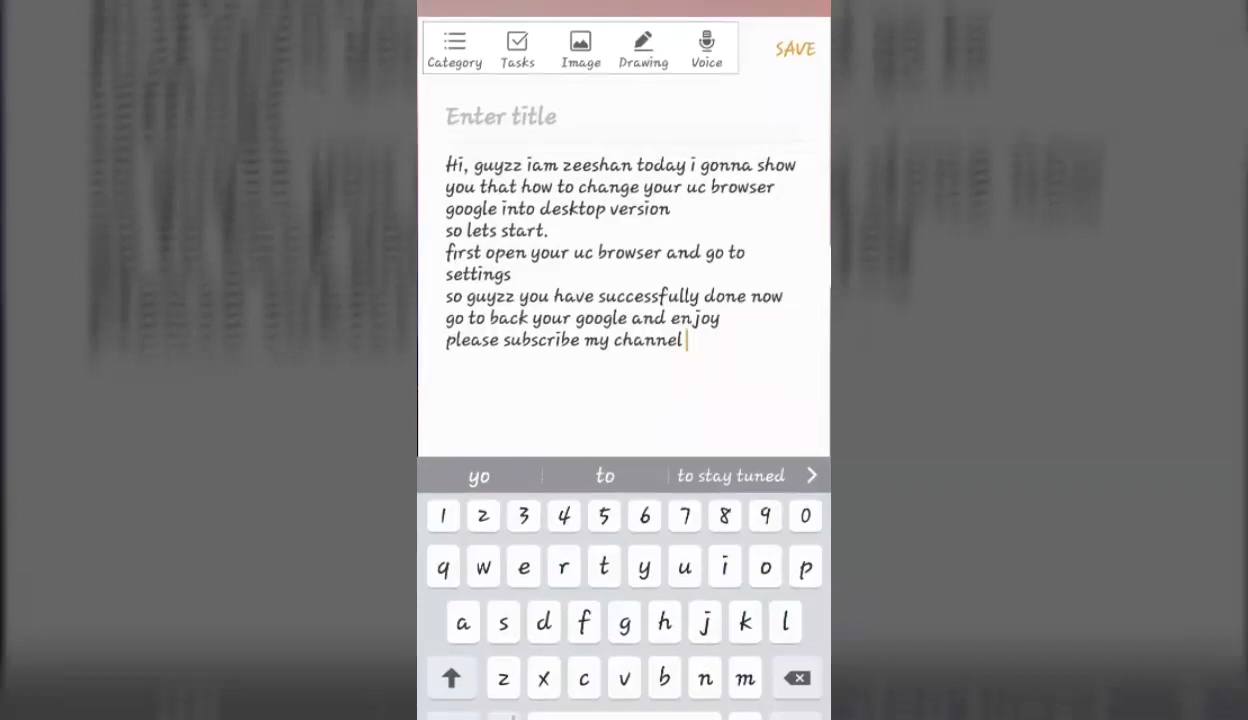 Category Tasks Image Drawing Voice SAVE
Enter title
Hi, guyzz iam zeeshan today i gonna show
you that how to change your uc browser
google into desktop version
so lets start.
first open your uc browser and go to
settings
so guyzz you have successfully done now
go to back your google and enjoy
please subscribe my channel
yo to to stay tuned
1 2 3 4 5 6 7 8 9 0
q w e r t y u i o p
a s d f g h j k l
z x c v b n m